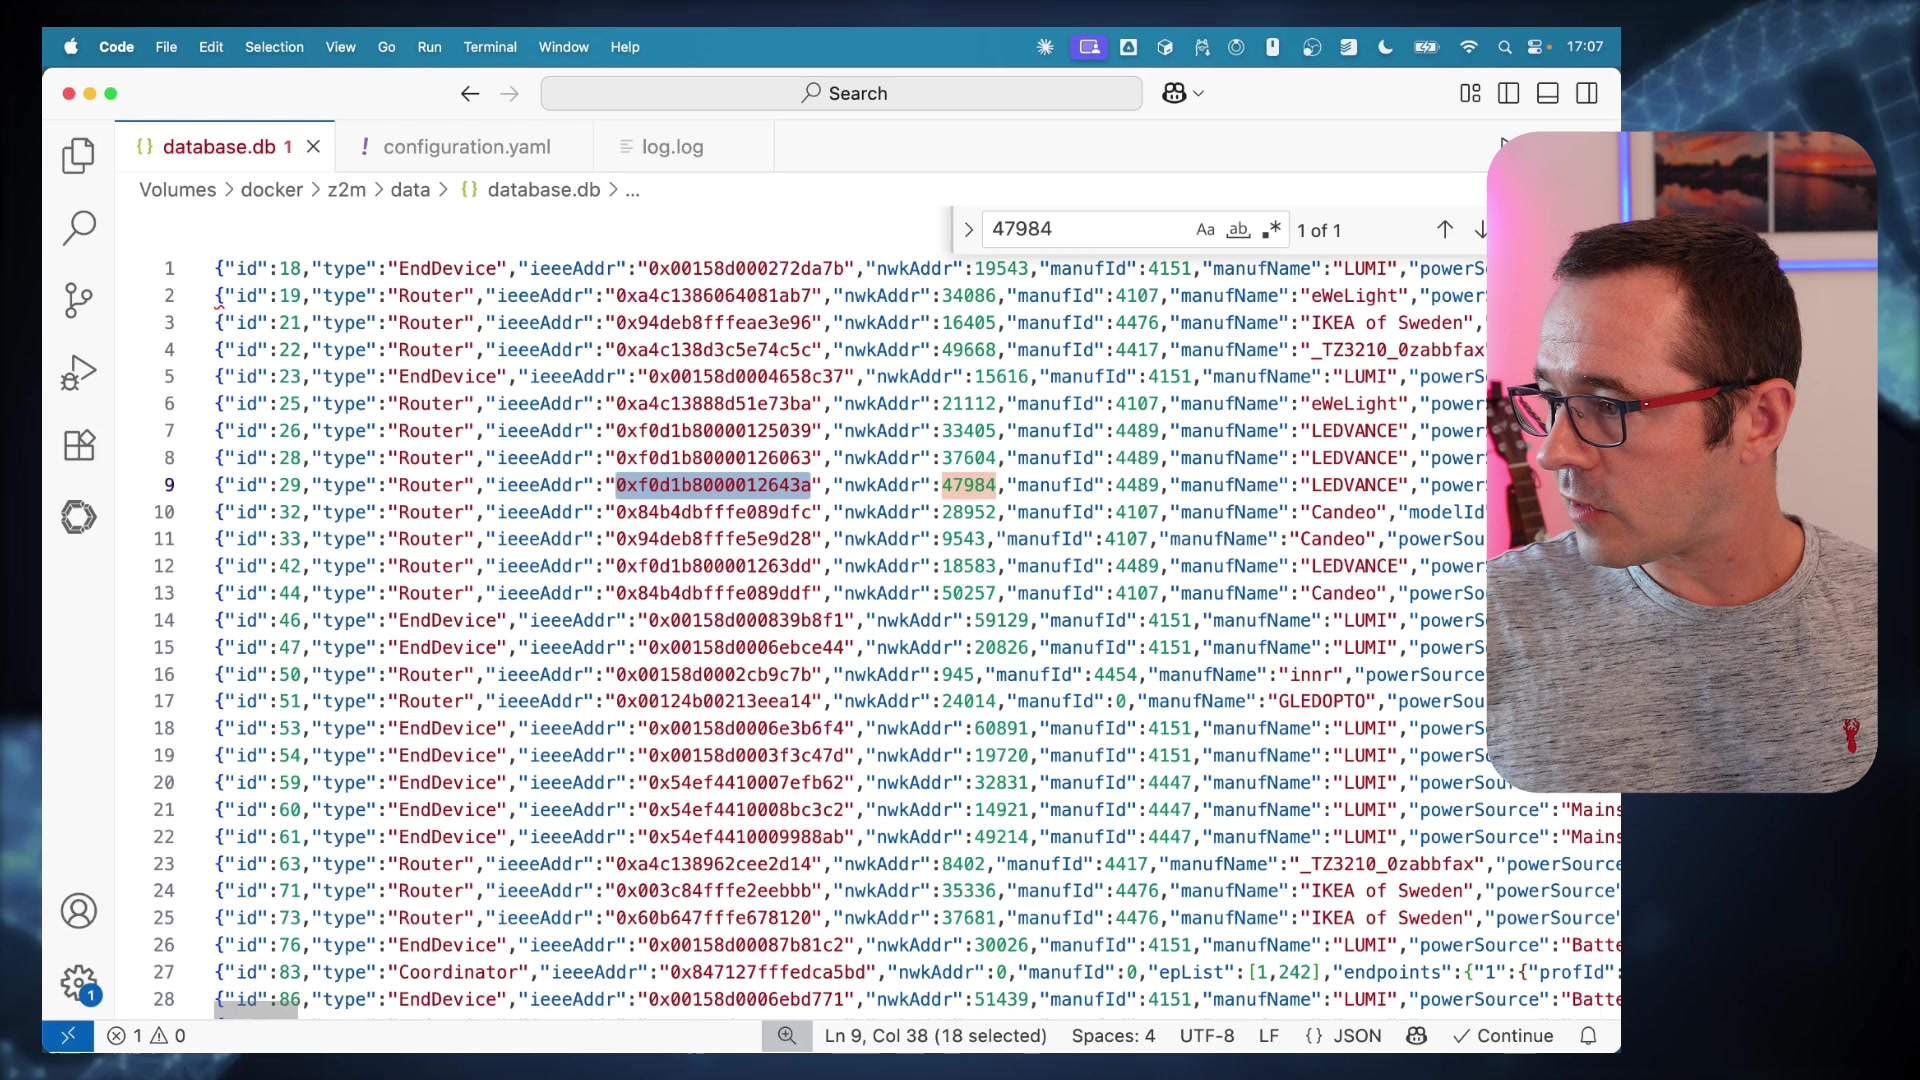 Code File Edit Selection View Go Run Terminal Window Help 17:07
Search
database.db 1 configuration.yaml log.log
Volumes > docker > z2m > data > {} database.db > ...
47984 Aa ab 1 of 1
1 {"id":18,"type":"EndDevice","ieeeAddr":"0x00158d000272da7b","nwkAddr":19543,"manufId":4151,"manufName":"LUMI","powerS
2 {"id":19,"type":"Router","ieeeAddr":"0xa4c1386064081ab7","nwkAddr":34086,"manufId":4107,"manufName":"eWeLight","power
3 {"id":21,"type":"Router","ieeeAddr":"0x94deb8fffeae3e96","nwkAddr":16405,"manufId":4476,"manufName":"IKEA of Sweden",
4 {"id":22,"type":"Router","ieeeAddr":"0xa4c138d3c5e74c5c","nwkAddr":49668,"manufId":4417,"manufName":"_TZ3210_0zabbfax"
5 {"id":23,"type":"EndDevice","ieeeAddr":"0x00158d0004658c37","nwkAddr":15616,"manufId":4151,"manufName":"LUMI","powerS
6 {"id":25,"type":"Router","ieeeAddr":"0xa4c13888d51e73ba","nwkAddr":21112,"manufId":4107,"manufName":"eWeLight","power
7 {"id":26,"type":"Router","ieeeAddr":"0xf0d1b80000125039","nwkAddr":33405,"manufId":4489,"manufName":"LEDVANCE","power
8 {"id":28,"type":"Router","ieeeAddr":"0xf0d1b80000126063","nwkAddr":37604,"manufId":4489,"manufName":"LEDVANCE","power
9 {"id":29,"type":"Router","ieeeAddr":"0xf0d1b8000012643a","nwkAddr":47984,"manufId":4489,"manufName":"LEDVANCE","power
10 {"id":32,"type":"Router","ieeeAddr":"0x84b4dbfffe089dfc","nwkAddr":28952,"manufId":4107,"manufName":"Candeo","modelId
11 {"id":33,"type":"Router","ieeeAddr":"0x94deb8fffe5e9d28","nwkAddr":9543,"manufId":4107,"manufName":"Candeo","powerSou
12 {"id":42,"type":"Router","ieeeAddr":"0xf0d1b800001263dd","nwkAddr":18583,"manufId":4489,"manufName":"LEDVANCE","power
13 {"id":44,"type":"Router","ieeeAddr":"0x84b4dbfffe089ddf","nwkAddr":50257,"manufId":4107,"manufName":"Candeo","powerSo
14 {"id":46,"type":"EndDevice","ieeeAddr":"0x00158d000839b8f1","nwkAddr":59129,"manufId":4151,"manufName":"LUMI","powerS
15 {"id":47,"type":"EndDevice","ieeeAddr":"0x00158d0006ebce44","nwkAddr":20826,"manufId":4151,"manufName":"LUMI","powerS
16 {"id":50,"type":"Router","ieeeAddr":"0x00158d0002cb9c7b","nwkAddr":945,"manufId":4454,"manufName":"innr","powerSource
17 {"id":51,"type":"Router","ieeeAddr":"0x00124b00213eea14","nwkAddr":24014,"manufId":0,"manufName":"GLEDOPTO","powerSou
18 {"id":53,"type":"EndDevice","ieeeAddr":"0x00158d0006e3b6f4","nwkAddr":60891,"manufId":4151,"manufName":"LUMI","powerS
19 {"id":54,"type":"EndDevice","ieeeAddr":"0x00158d0003f3c47d","nwkAddr":19720,"manufId":4151,"manufName":"LUMI","powerS
20 {"id":59,"type":"EndDevice","ieeeAddr":"0x54ef4410007efb62","nwkAddr":32831,"manufId":4447,"manufName":"LUMI","powerSou
21 {"id":60,"type":"EndDevice","ieeeAddr":"0x54ef4410008bc3c2","nwkAddr":14921,"manufId":4447,"manufName":"LUMI","powerSource":"Mains
22 {"id":61,"type":"EndDevice","ieeeAddr":"0x54ef4410009988ab","nwkAddr":49214,"manufId":4447,"manufName":"LUMI","powerSource":"Mains
23 {"id":63,"type":"Router","ieeeAddr":"0xa4c138962cee2d14","nwkAddr":8402,"manufId":4417,"manufName":"_TZ3210_0zabbfax","powerSource
24 {"id":71,"type":"Router","ieeeAddr":"0x003c84fffe2eebbb","nwkAddr":35336,"manufId":4476,"manufName":"IKEA of Sweden","powerSource"
25 {"id":73,"type":"Router","ieeeAddr":"0x60b647fffe678120","nwkAddr":37681,"manufId":4476,"manufName":"IKEA of Sweden","powerSource"
26 {"id":76,"type":"EndDevice","ieeeAddr":"0x00158d00087b81c2","nwkAddr":30026,"manufId":4151,"manufName":"LUMI","powerSource":"Batte
27 {"id":83,"type":"Coordinator","ieeeAddr":"0x847127fffedca5bd","nwkAddr":0,"manufId":0,"epList":[1,242],"endpoints":{"1":{"profId":
28 {"id":86,"type":"EndDevice","ieeeAddr":"0x00158d0006ebd771","nwkAddr":51439,"manufId":4151,"manufName":"LUMI","powerSource":"Batte
1
1 0 Ln 9, Col 38 (18 selected) Spaces: 4 UTF-8 LF {} JSON Continue